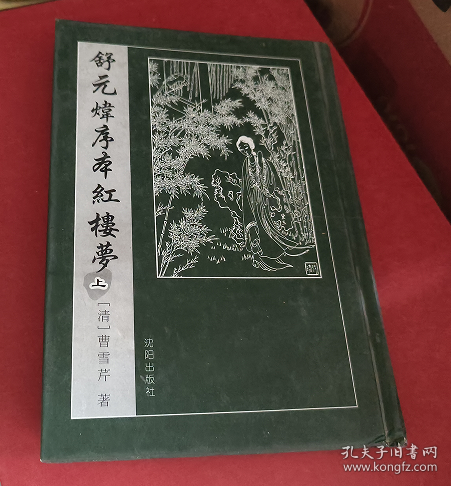 舒元煒序本紅樓夢
上
［清］曹雪芹 著
沈阳出版社
孔夫子旧书网
www.kongfz.com